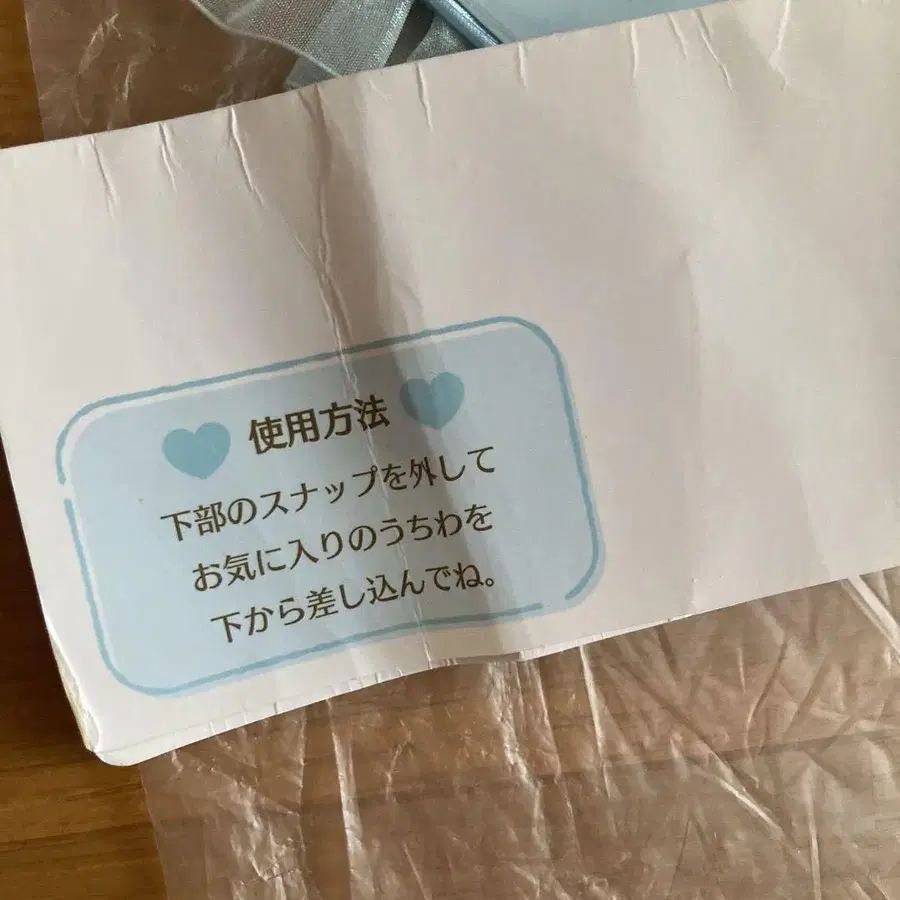 使用方法
下部のスナップを外して
お気に入りのうちわを
下から差し込んでね。